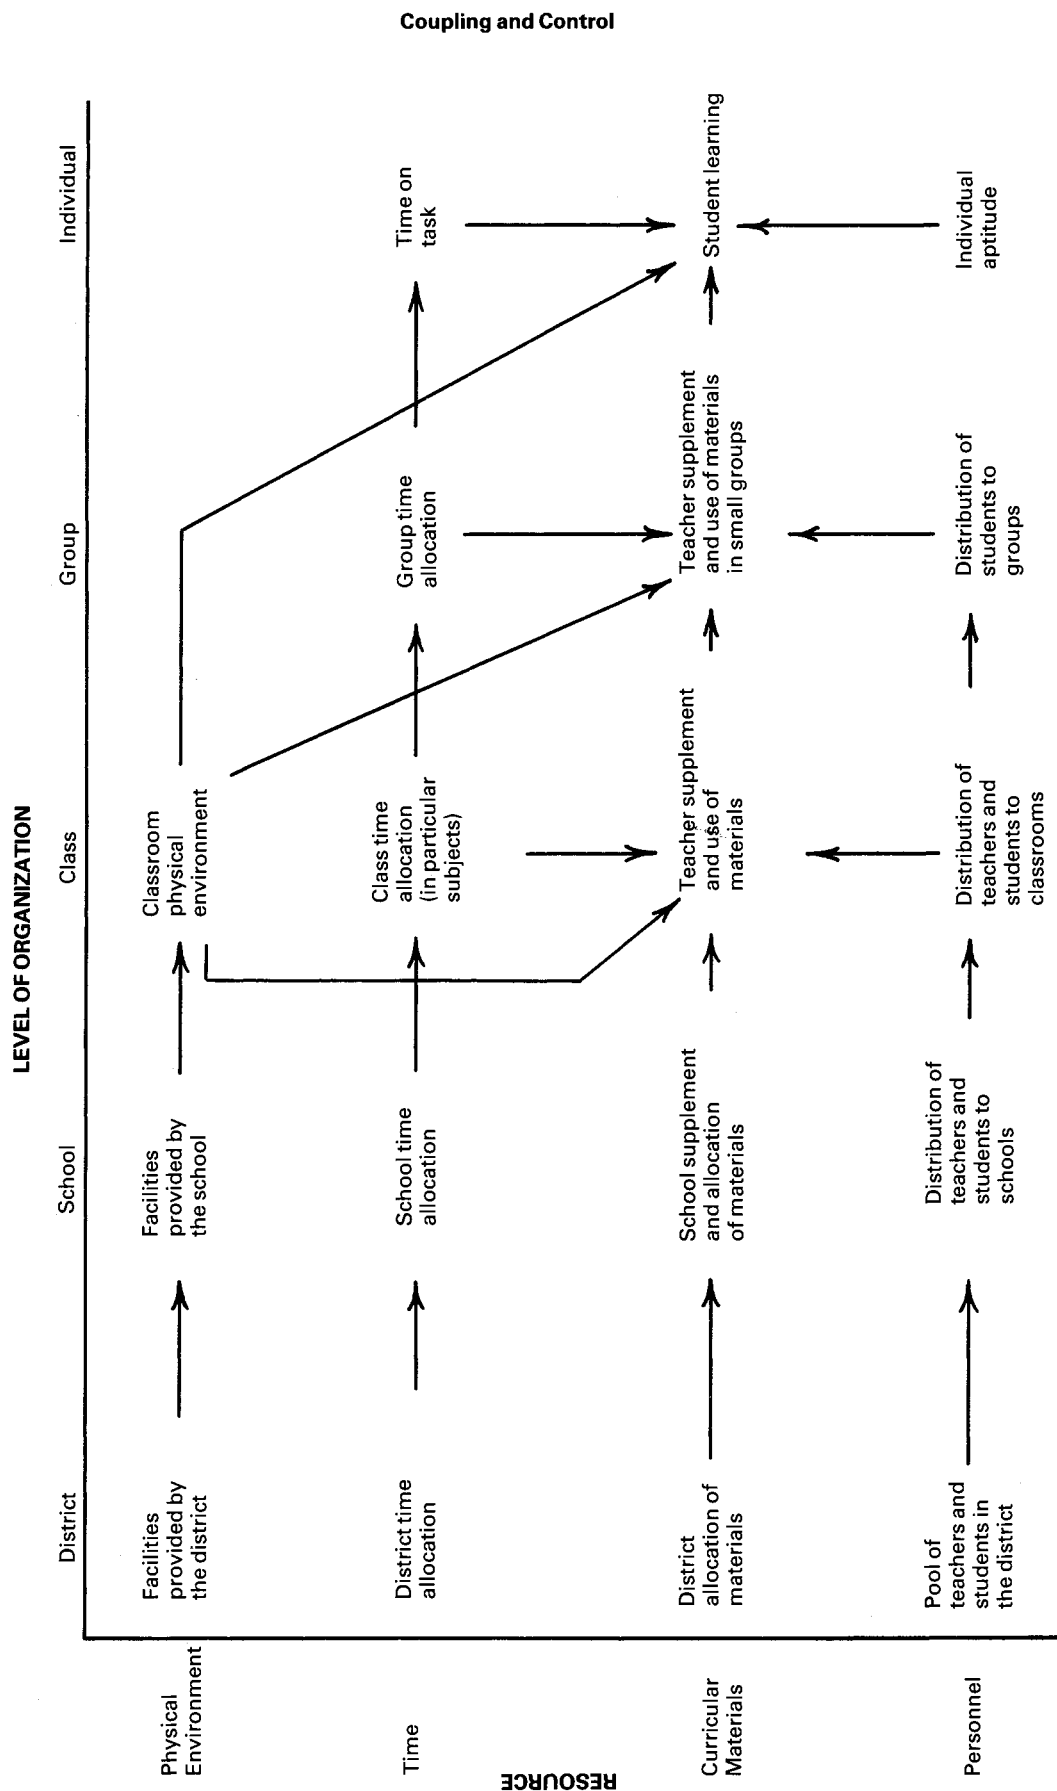 Coupling and Control
LEVEL OF ORGANIZATION
District
School
Class
Group
Individual
RESOURCE
Physical
Environment
Facilities
provided by
the district
Facilities
provided by
the school
Classroom
physical
environment
Time
District time
allocation
School time
allocation
Class time
allocation
(in particular
subjects)
Group time
allocation
Time on
task
Curricular
Materials
District
allocation of
materials
School supplement
and allocation
of materials
Teacher supplement
and use of
materials
Teacher supplement
and use of materials
in small groups
Student learning
Personnel
Pool of
teachers and
students in
the district
Distribution of
teachers and
students to
schools
Distribution of
teachers and
students to
classrooms
Distribution of
students to
groups
Individual
aptitude